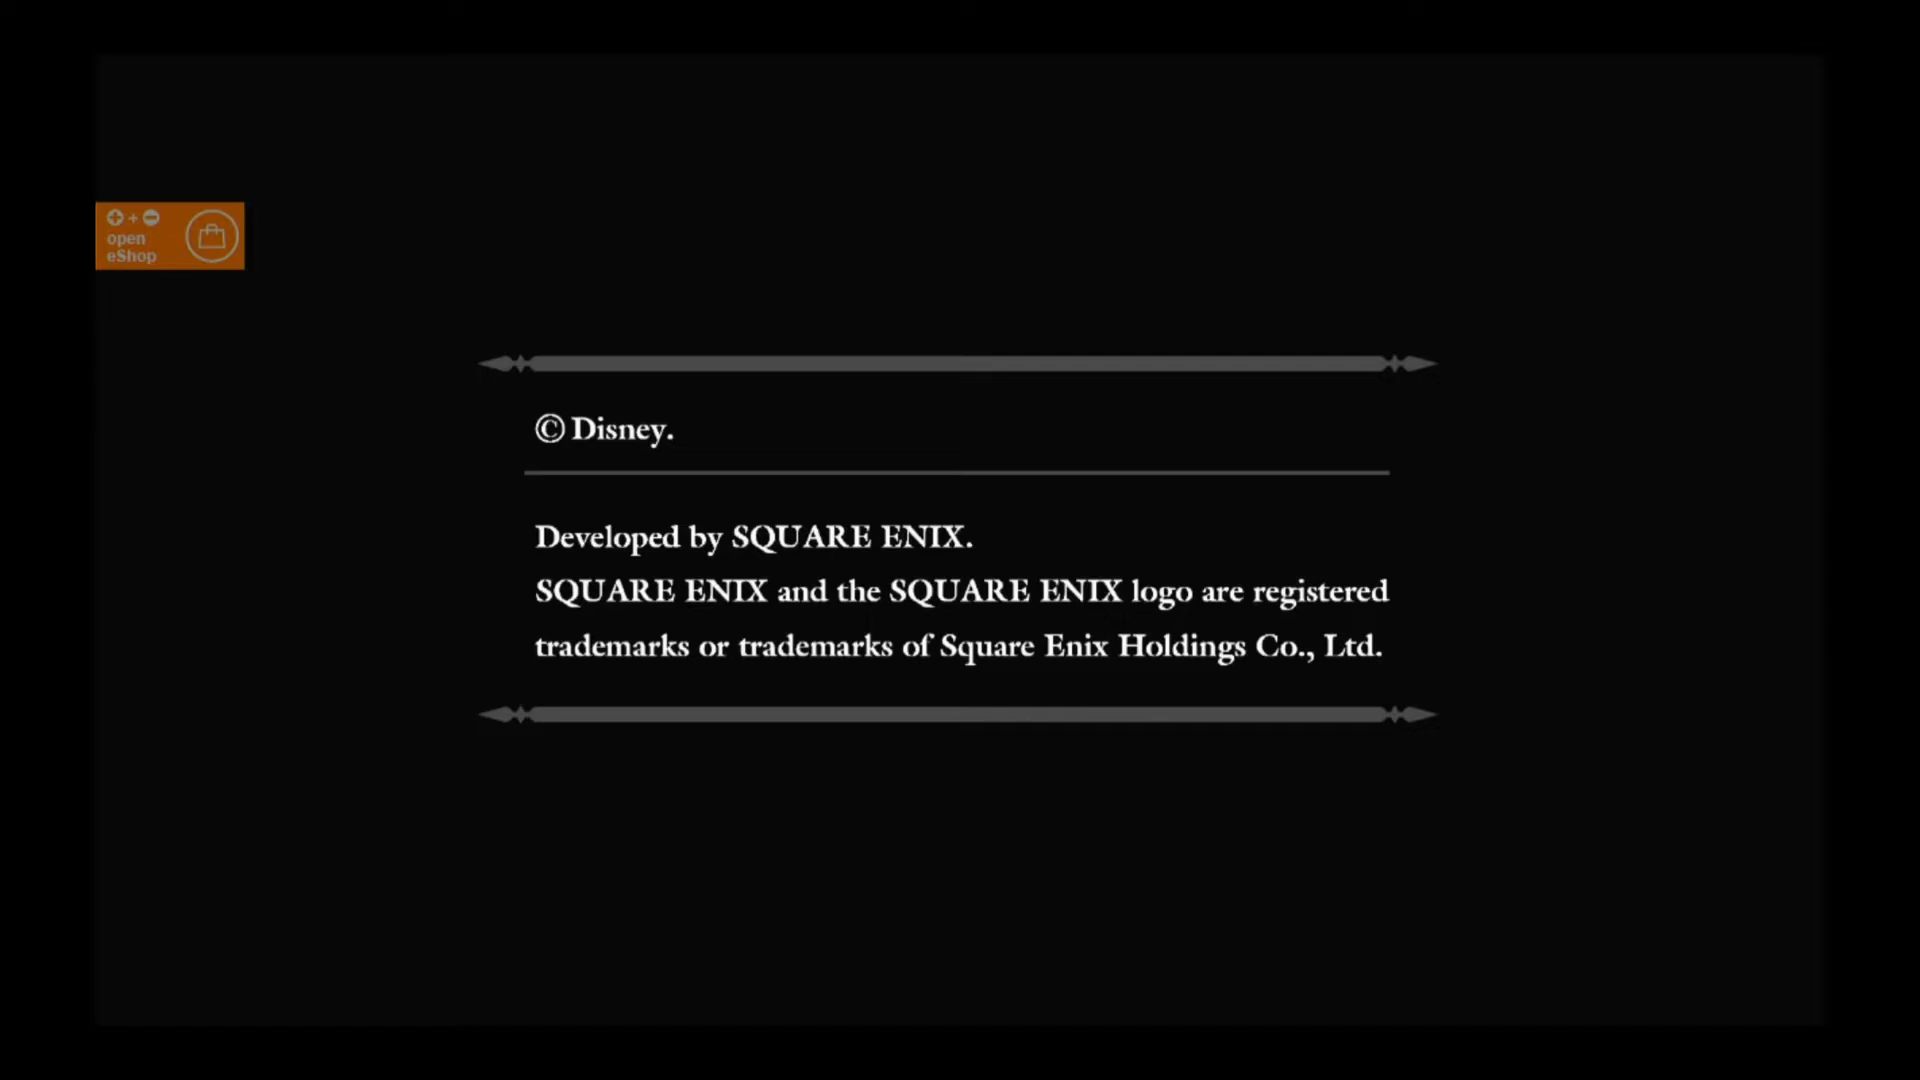 +
open
eShop
© Disney.
Developed by SQUARE ENIX.
SQUARE ENIX and the SQUARE ENIX logo are registered
trademarks or trademarks of Square Enix Holdings Co., Ltd.